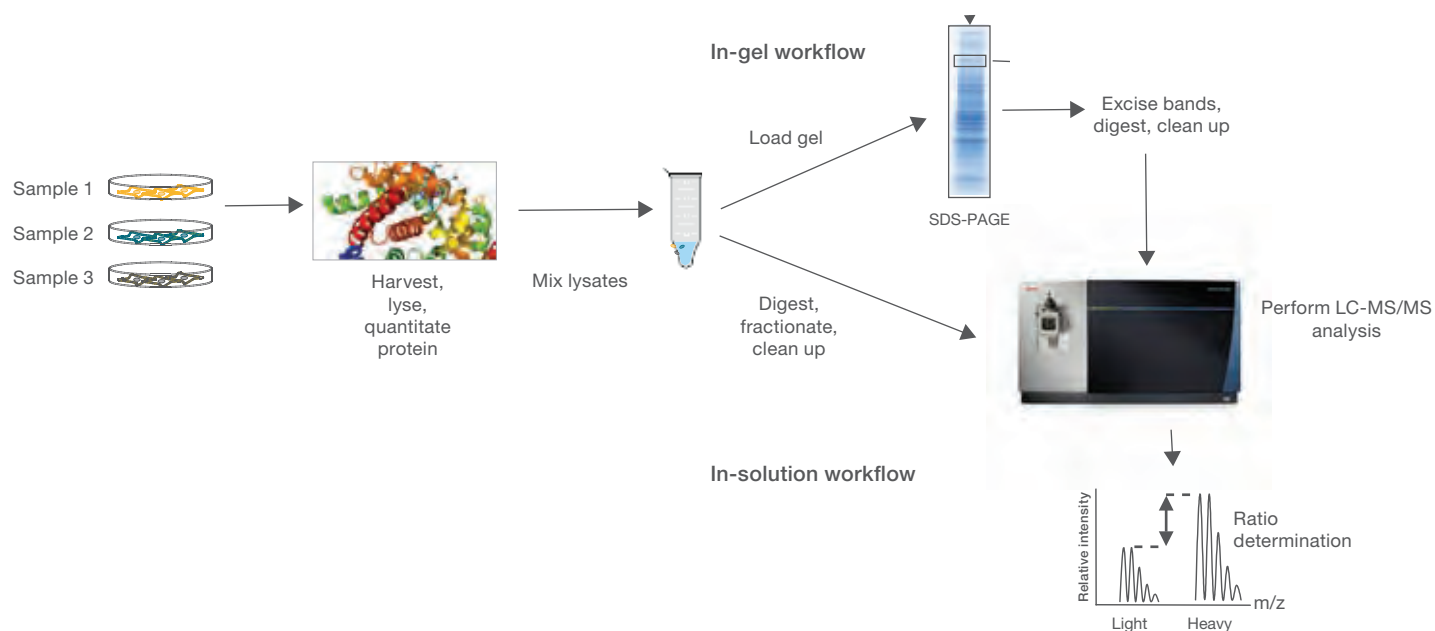 In-gel workflow
Load gel
Excise bands,
digest, clean up
Sample 1
Sample 2
Sample 3
SDS-PAGE
Harvest,
lyse,
quantitate
protein
Mix lysates
Digest,
fractionate,
clean up
Perform LC-MS/MS
analysis
In-solution workflow
Relative intensity
Ratio
determination
m/z
Light
Heavy